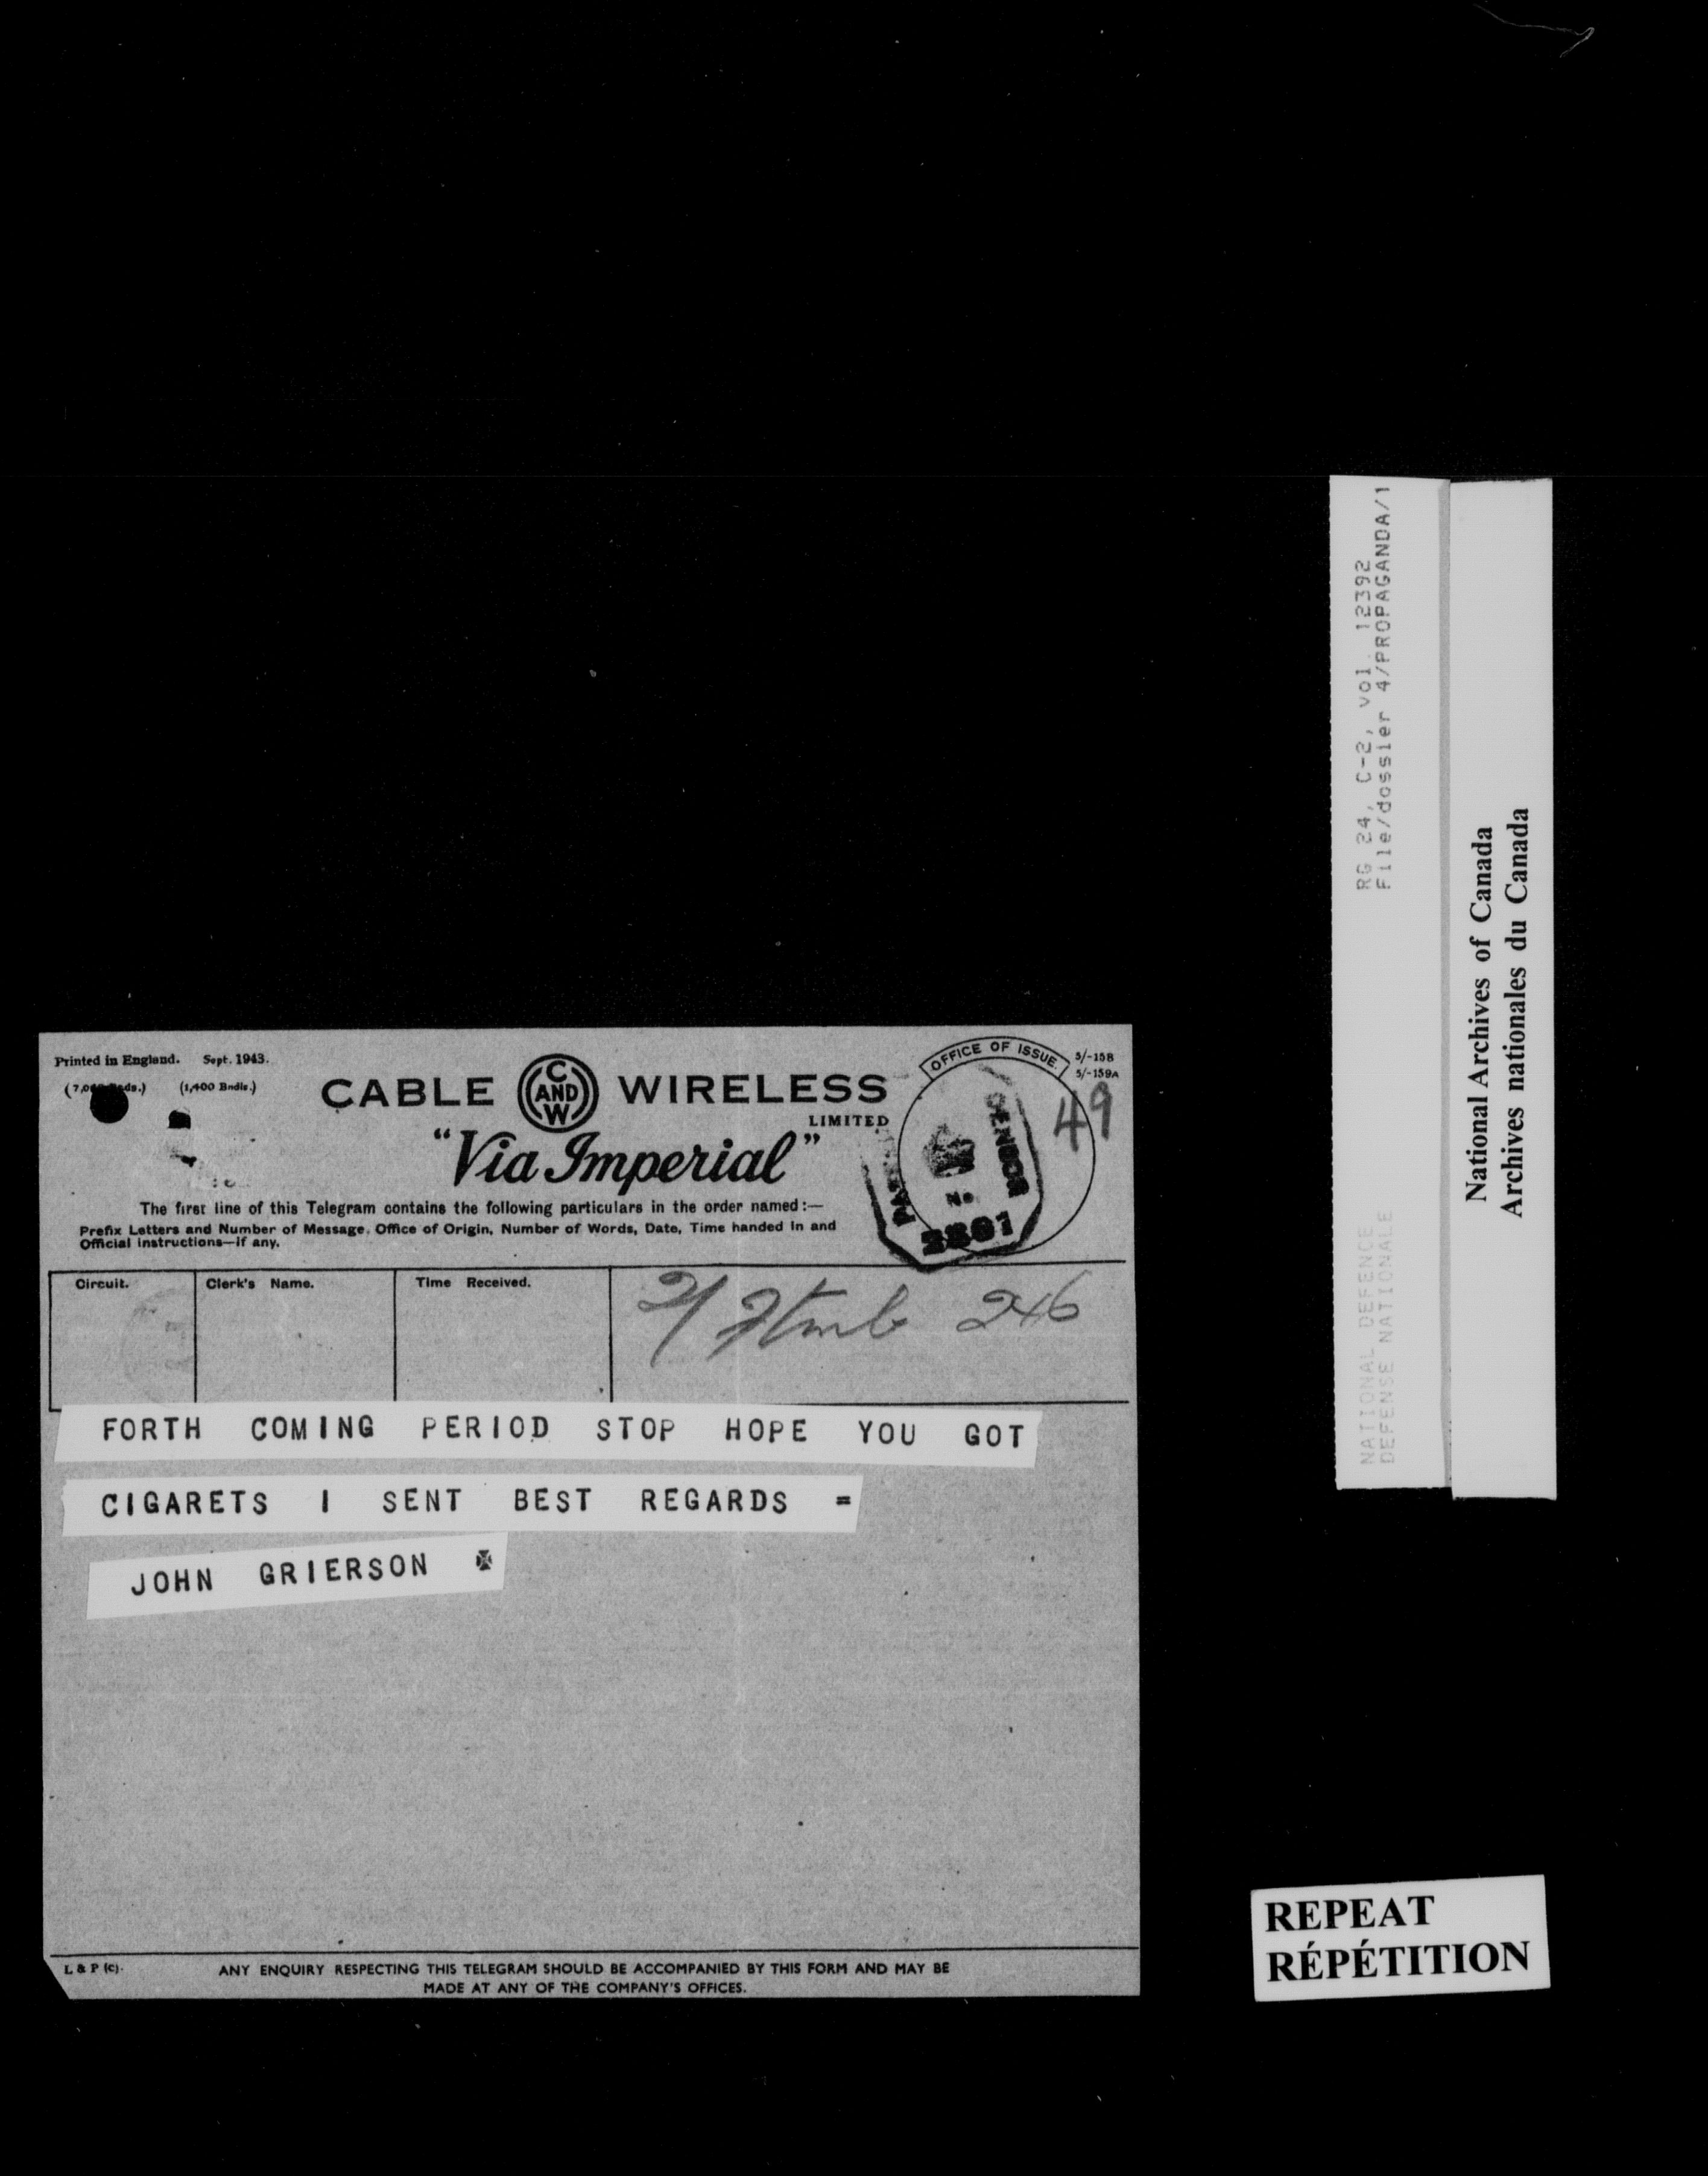 Printed in England. Sept. 1943.
(1,400 Bndls.)
CABLE AND WIRELESS
C AND W
LIMITED
"Via Imperial"
The first line of this Telegram contains the following particulars in the order named:—
Prefix Letters and Number of Message, Office of Origin, Number of Words, Date, Time handed in and
Official instructions—if any.
OFFICE OF ISSUE.
5/-158
5/-159A
49
CENSOR
No
2801
Circuit.
Clerk's Name.
Time Received.
2/
246
FORTH COMING PERIOD STOP HOPE YOU GOT
CIGARETS I SENT BEST REGARDS =
JOHN GRIERSON
L & P (c).
ANY ENQUIRY RESPECTING THIS TELEGRAM SHOULD BE ACCOMPANIED BY THIS FORM AND MAY BE
MADE AT ANY OF THE COMPANY'S OFFICES.
RG 24, C-2, vol. 12392
File/dossier 4/PROPAGANDA/1
NATIONAL DEFENCE
DEFENSE NATIONALE
National Archives of Canada
Archives nationales du Canada
REPEAT
RÉPÉTITION